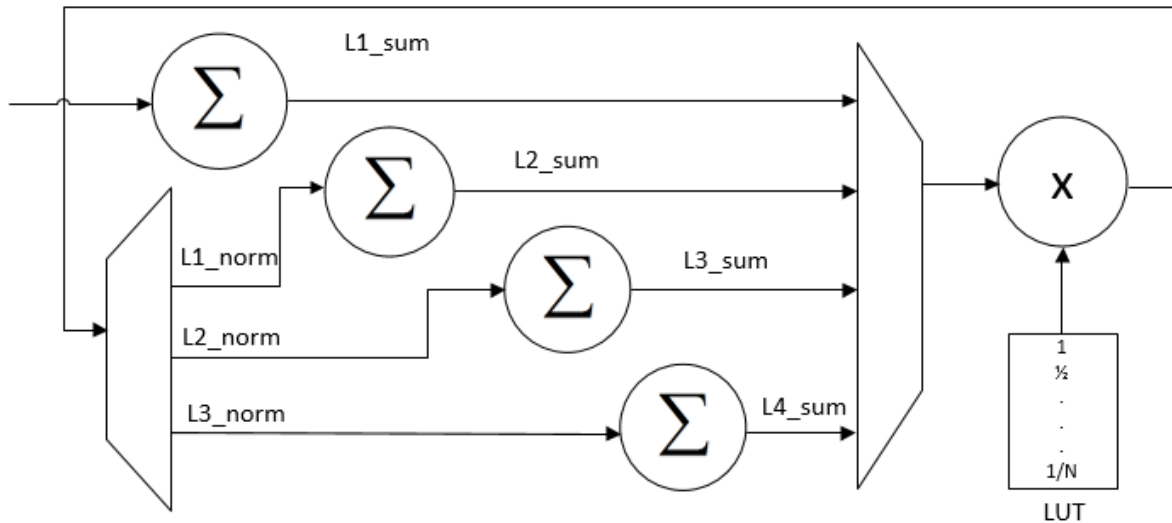 L1_sum
Σ
L2_sum
Σ
L1_norm
L3_sum
Σ
L2_norm
L3_norm
L4_sum
Σ
X
1
½
.
.
.
1/N
LUT